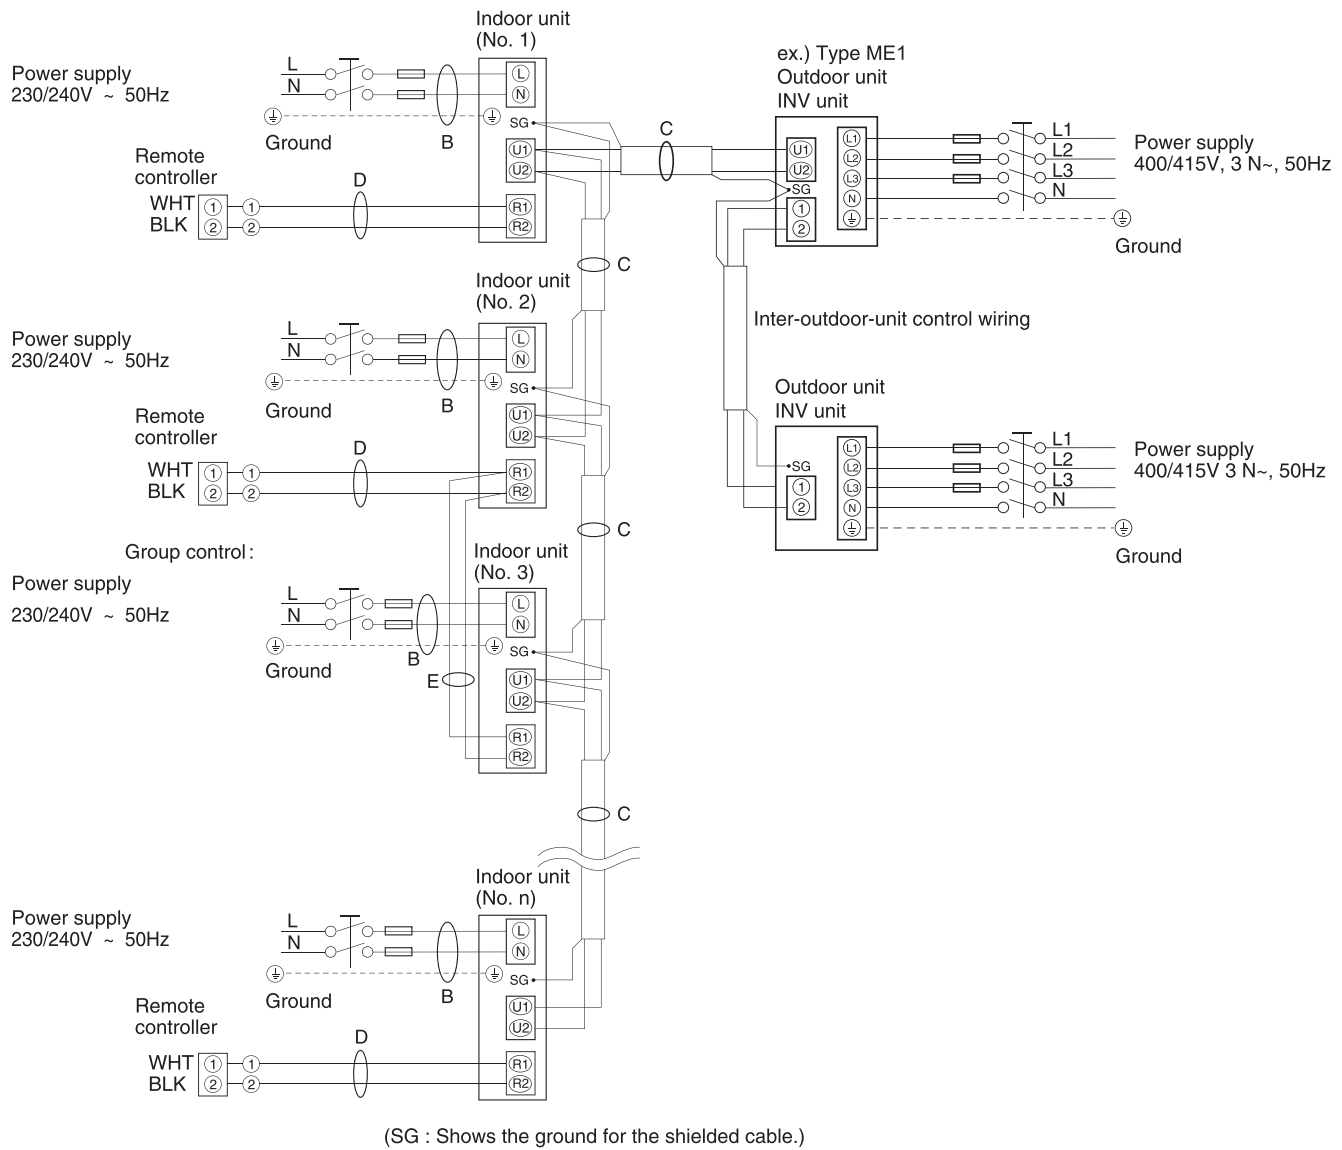 Indoor unit
(No. 1)
Power supply
230/240V ~ 50Hz
L
N
Ground
B
L
N
SG
U1
U2
R1
R2
Remote
controller
WHT
BLK
1
2
1
2
D
C
ex.) Type ME1
Outdoor unit
INV unit
U1
U2
SG
1
2
L1
L2
L3
N
L1
L2
L3
N
Power supply
400/415V, 3 N~, 50Hz
Ground
C
Indoor unit
(No. 2)
Power supply
230/240V ~ 50Hz
L
N
Ground
B
L
N
SG
U1
U2
R1
R2
Remote
controller
WHT
BLK
1
2
1
2
D
Inter-outdoor-unit control wiring
Outdoor unit
INV unit
SG
1
2
L1
L2
L3
N
L1
L2
L3
N
Power supply
400/415V 3 N~, 50Hz
Ground
C
Group control :
Indoor unit
(No. 3)
Power supply
230/240V ~ 50Hz
L
N
Ground
B
E
L
N
SG
U1
U2
R1
R2
C
Indoor unit
(No. n)
Power supply
230/240V ~ 50Hz
L
N
Ground
B
L
N
SG
U1
U2
R1
R2
Remote
controller
WHT
BLK
1
2
1
2
D
(SG : Shows the ground for the shielded cable.)